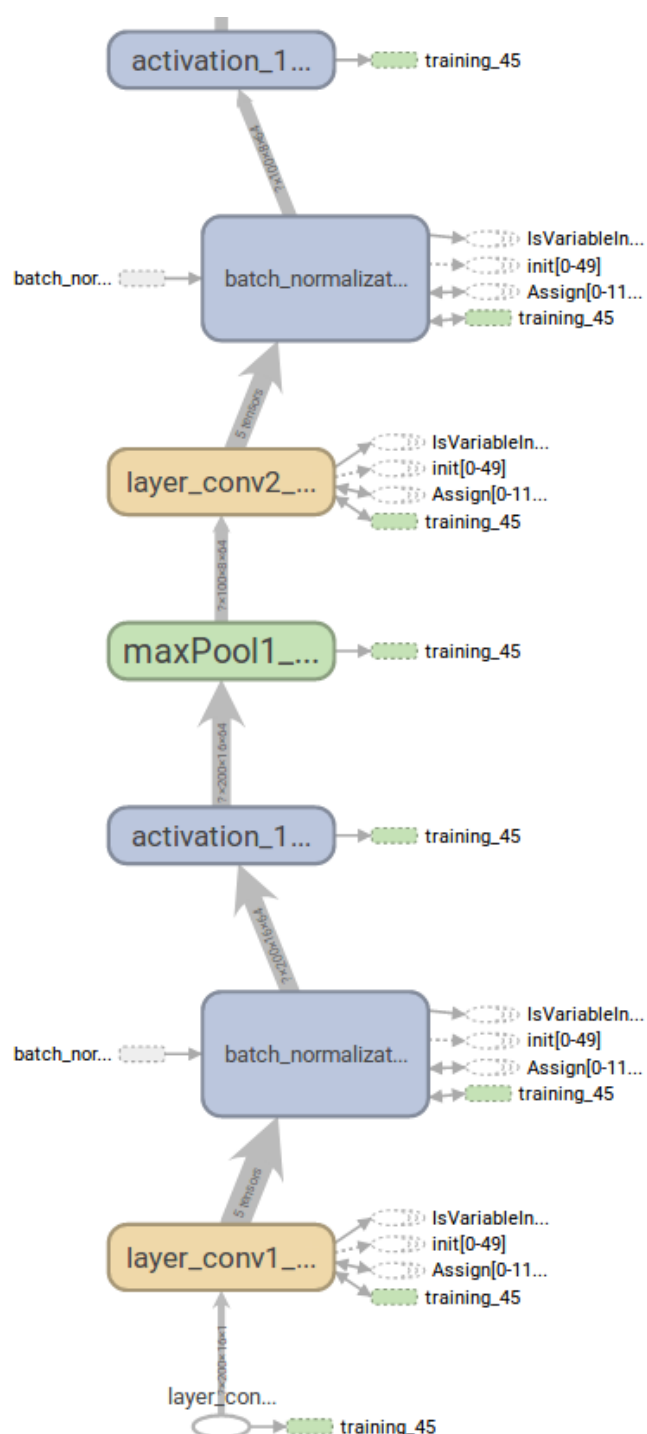 activation_1...
training_45
?×100×8×64
batch_nor...
batch_normalizat...
IsVariableIn...
init[0-49]
Assign[0-11...
training_45
5 tensors
layer_conv2_...
IsVariableIn...
init[0-49]
Assign[0-11...
training_45
?×100×8×64
maxPool1_...
training_45
?×200×16×64
activation_1...
training_45
?×200×16×64
batch_nor...
batch_normalizat...
IsVariableIn...
init[0-49]
Assign[0-11...
training_45
5 tensors
layer_conv1_...
IsVariableIn...
init[0-49]
Assign[0-11...
training_45
?×200×16×1
layer_con...
training_45